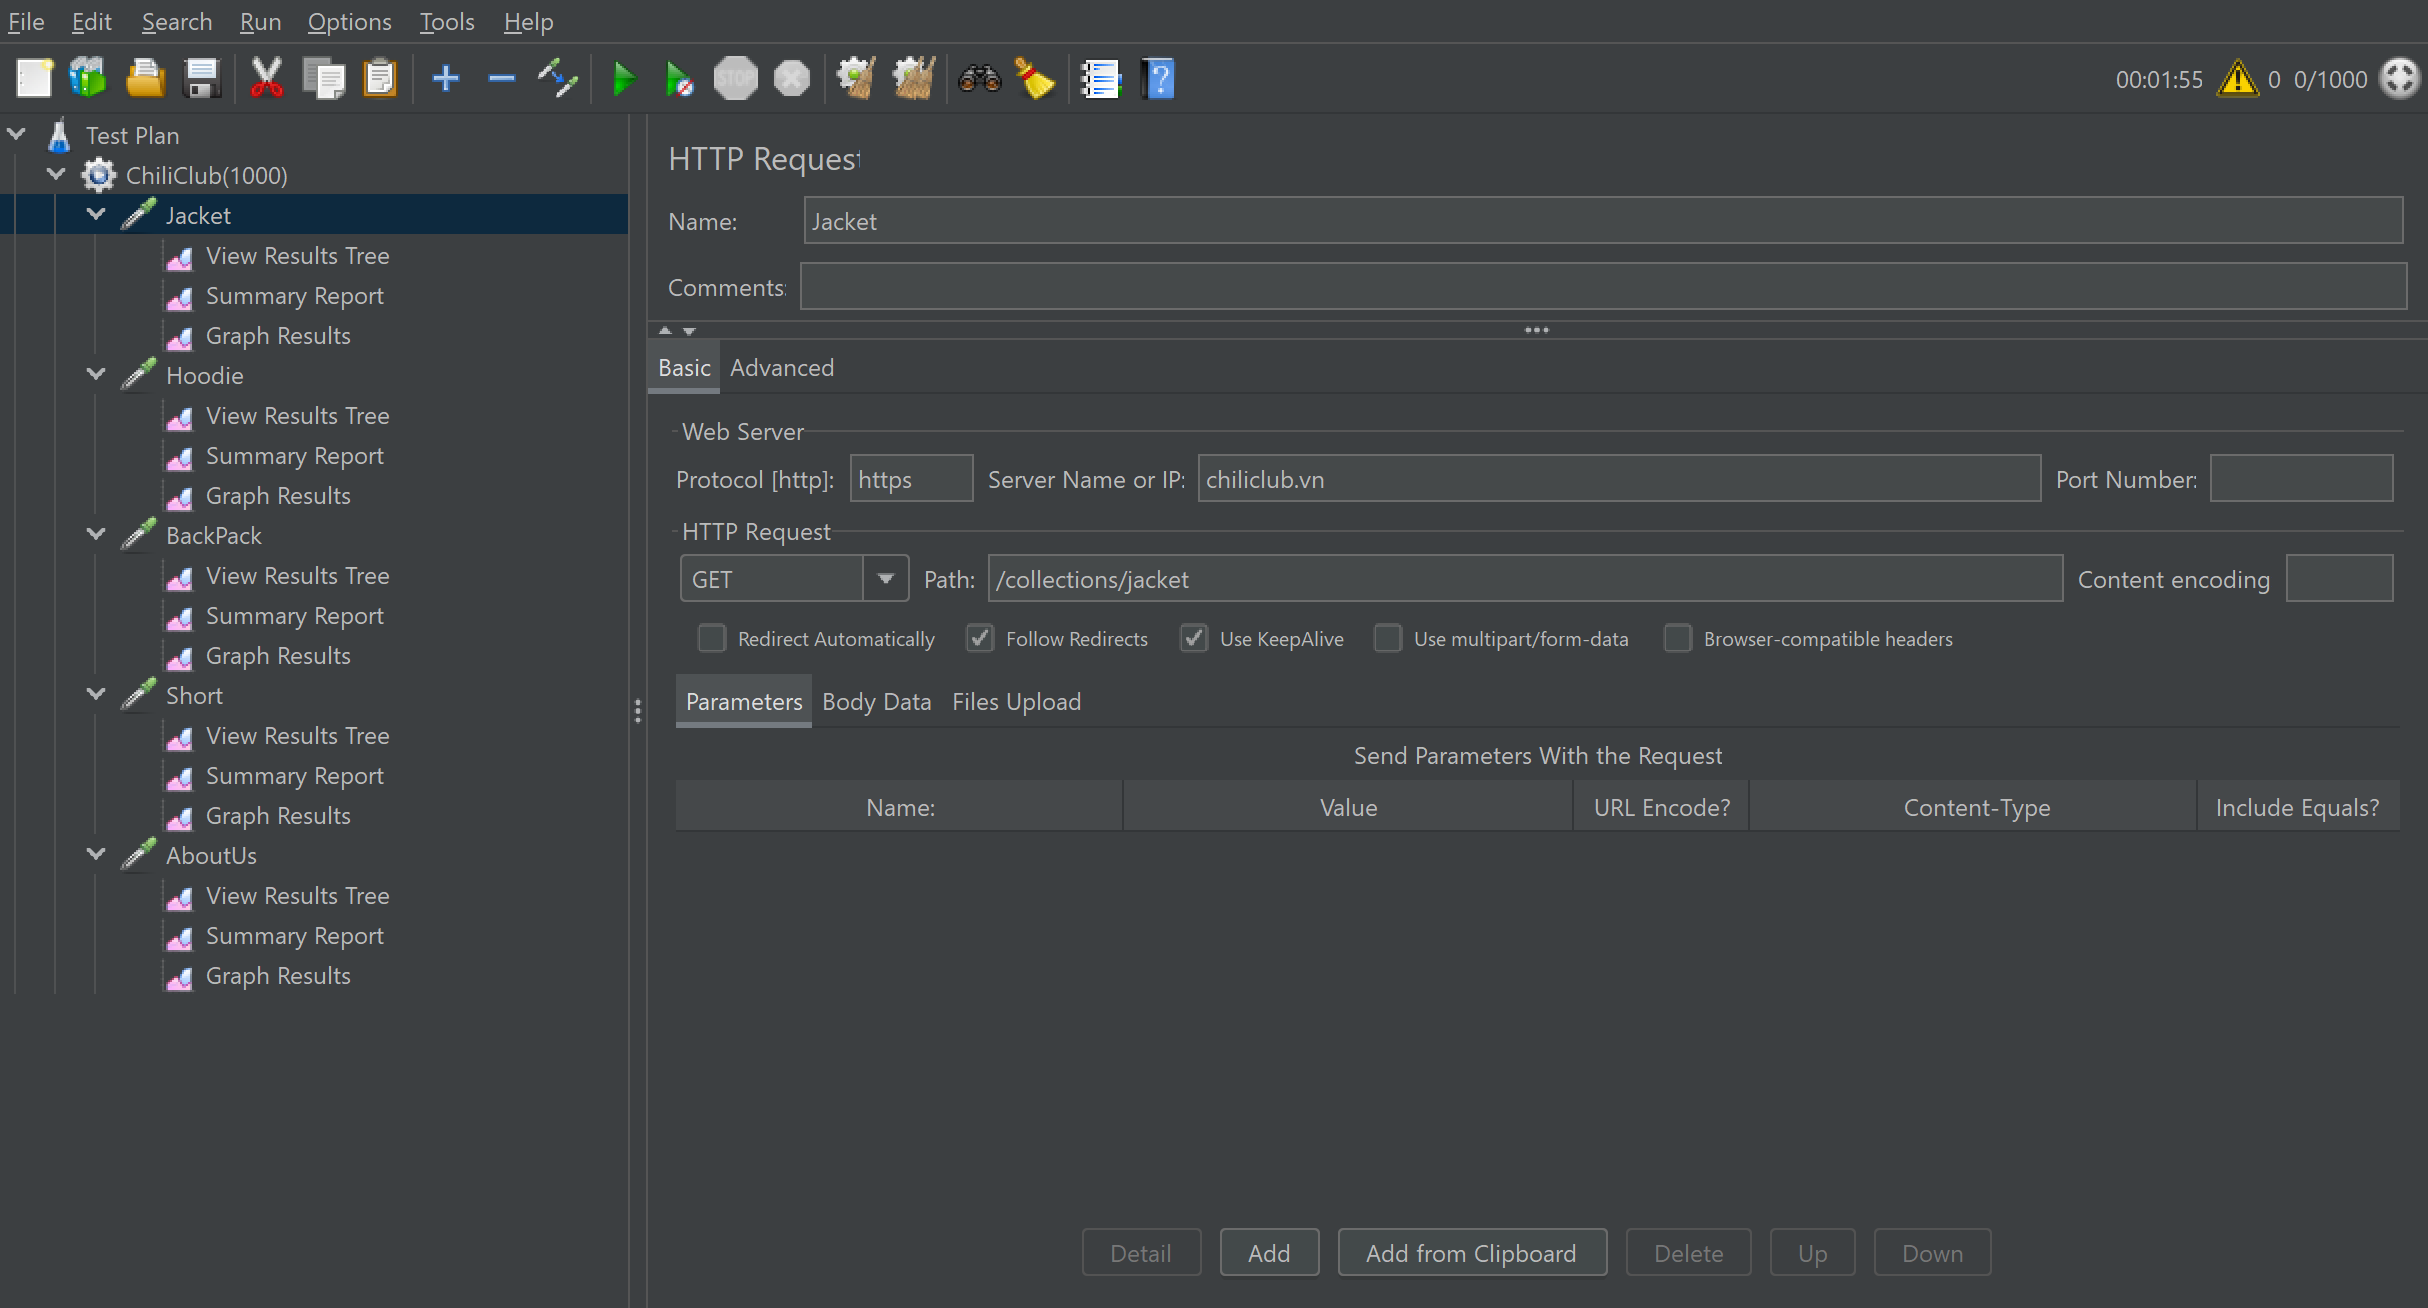 File Edit Search Run Options Tools Help
STOP
00:01:55 0 0/1000
Test Plan
ChiliClub(1000)
Jacket
View Results Tree
Summary Report
Graph Results
Hoodie
View Results Tree
Summary Report
Graph Results
BackPack
View Results Tree
Summary Report
Graph Results
Short
View Results Tree
Summary Report
Graph Results
AboutUs
View Results Tree
Summary Report
Graph Results
HTTP Request
Name: Jacket
Comments:
Basic Advanced
Web Server
Protocol [http]: https Server Name or IP: chiliclub.vn Port Number:
HTTP Request
GET Path: /collections/jacket Content encoding
Redirect Automatically Follow Redirects Use KeepAlive Use multipart/form-data Browser-compatible headers
Parameters Body Data Files Upload
Send Parameters With the Request
Name: Value URL Encode? Content-Type Include Equals?
Detail Add Add from Clipboard Delete Up Down